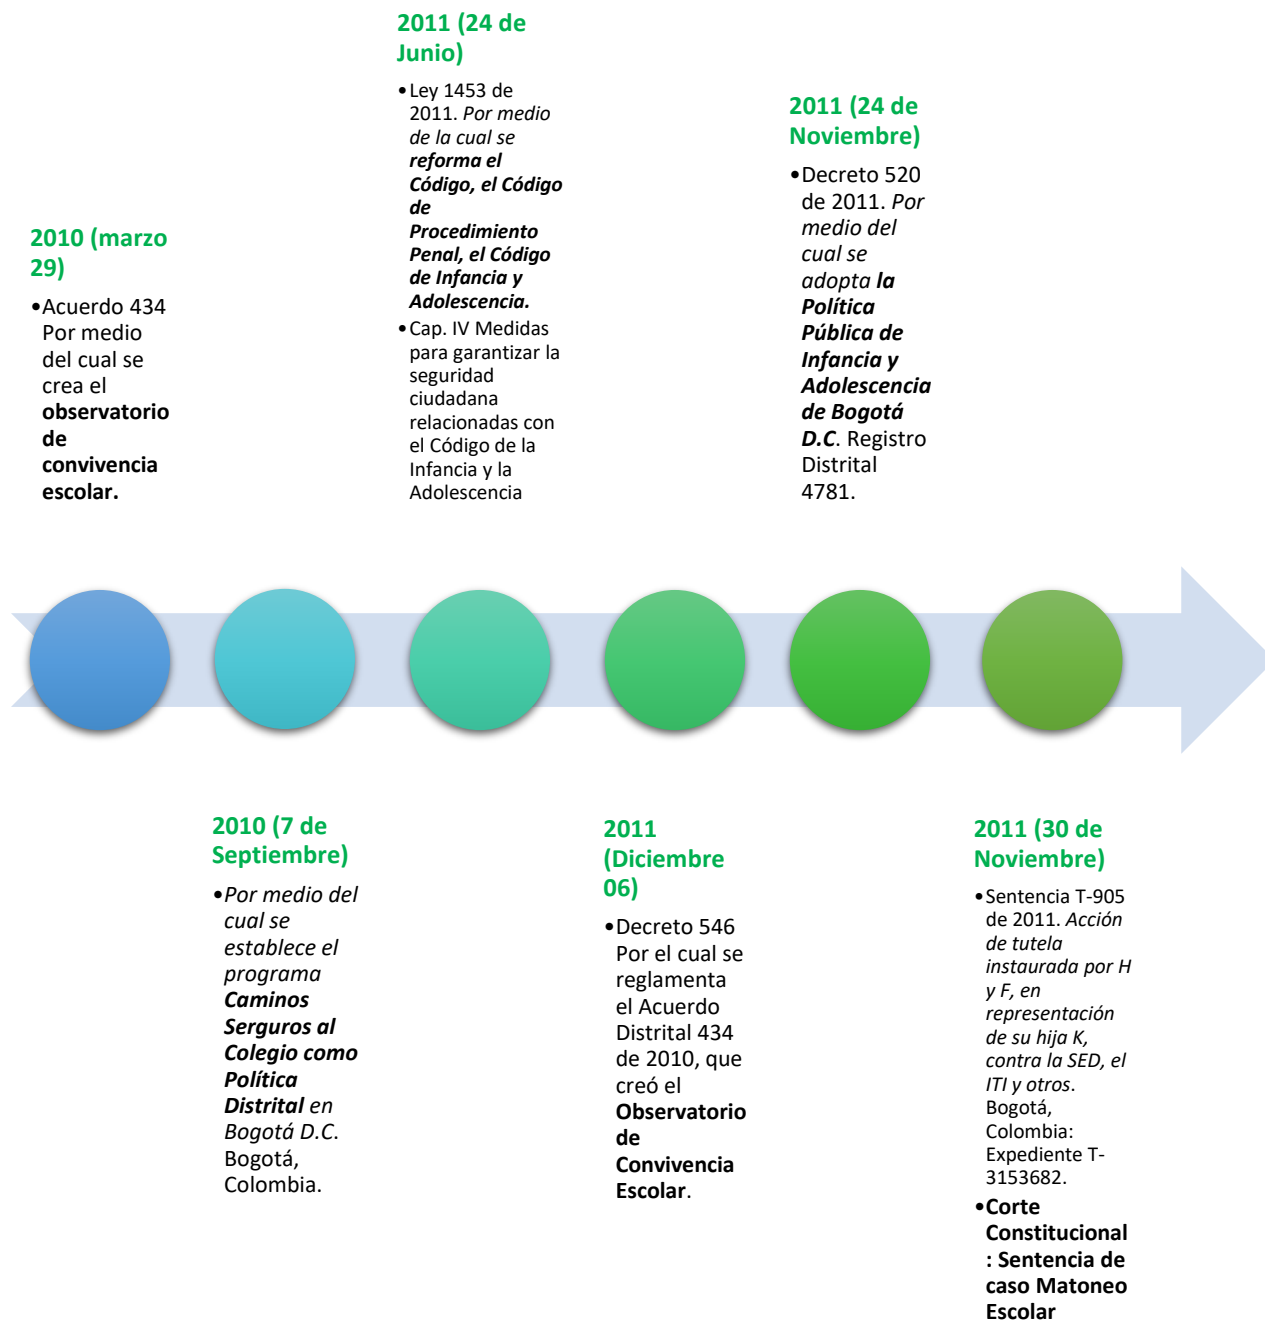 2010 (marzo
29)
•Acuerdo 434
Por medio
del cual se
crea el
observatorio
de
convivencia
escolar.
2010 (7 de
Septiembre)
•Por medio del
cual se
establece el
programa
Caminos
Serguros al
Colegio como
Política
Distrital en
Bogotá D.C.
Bogotá,
Colombia.
2011 (24 de
Junio)
•Ley 1453 de
2011. Por medio
de la cual se
reforma el
Código, el Código
de
Procedimiento
Penal, el Código
de Infancia y
Adolescencia.
•Cap. IV Medidas
para garantizar la
seguridad
ciudadana
relacionadas con
el Código de la
Infancia y la
Adolescencia
2011
(Diciembre
06)
•Decreto 546
Por el cual se
reglamenta
el Acuerdo
Distrital 434
de 2010, que
creó el
Observatorio
de
Convivencia
Escolar.
2011 (24 de
Noviembre)
•Decreto 520
de 2011. Por
medio del
cual se
adopta la
Política
Pública de
Infancia y
Adolescencia
de Bogotá
D.C. Registro
Distrital
4781.
2011 (30 de
Noviembre)
•Sentencia T-905
de 2011. Acción
de tutela
instaurada por H
y F, en
representación
de su hija K,
contra la SED, el
ITI y otros.
Bogotá,
Colombia:
Expediente T-
3153682.
•Corte
Constitucional
: Sentencia de
caso Matoneo
Escolar